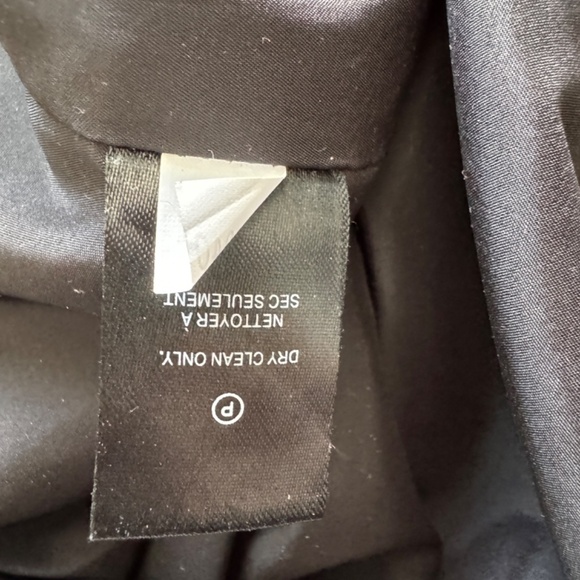 Ⓟ
DRY CLEAN ONLY.
NETTOYER À
SEC SEULEMENT